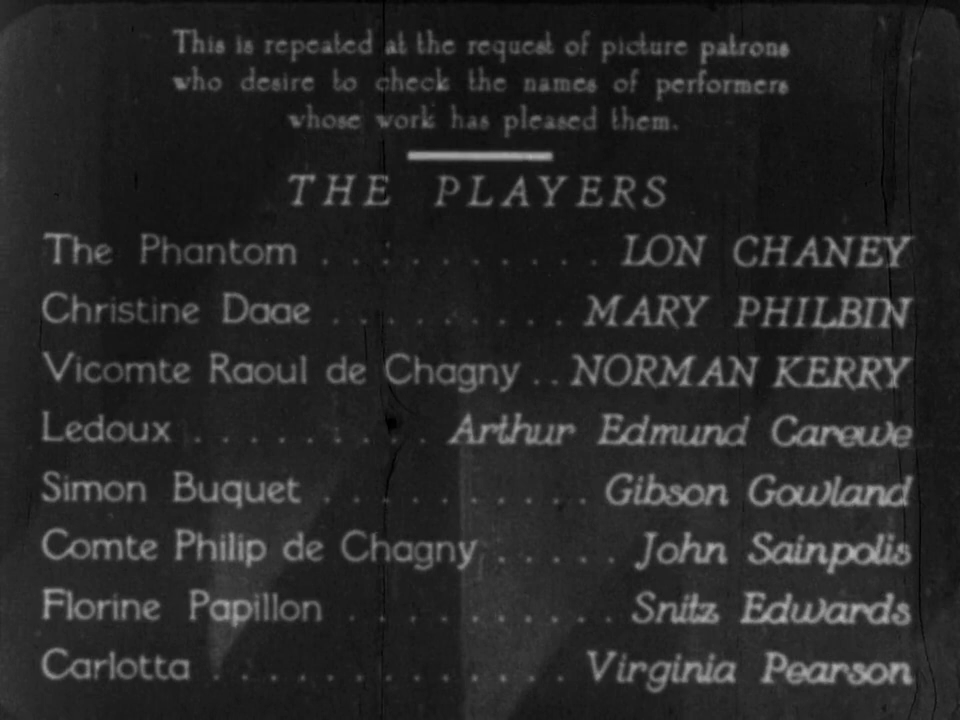 This is repeated at the request of picture patrons
who desire to check the names of performers
whose work has pleased them.
THE PLAYERS
The Phantom . . . . . . . . . . LON CHANEY
Christine Daae . . . . . . . . . MARY PHILBIN
Vicomte Raoul de Chagny . . NORMAN KERRY
Ledoux . . . . . . . . . Arthur Edmund Carewe
Simon Buquet . . . . . . . . . . Gibson Gowland
Comte Philip de Chagny . . . . . John Sainpolis
Florine Papillon . . . . . . . . . . Snitz Edwards
Carlotta . . . . . . . . . . . . . Virginia Pearson